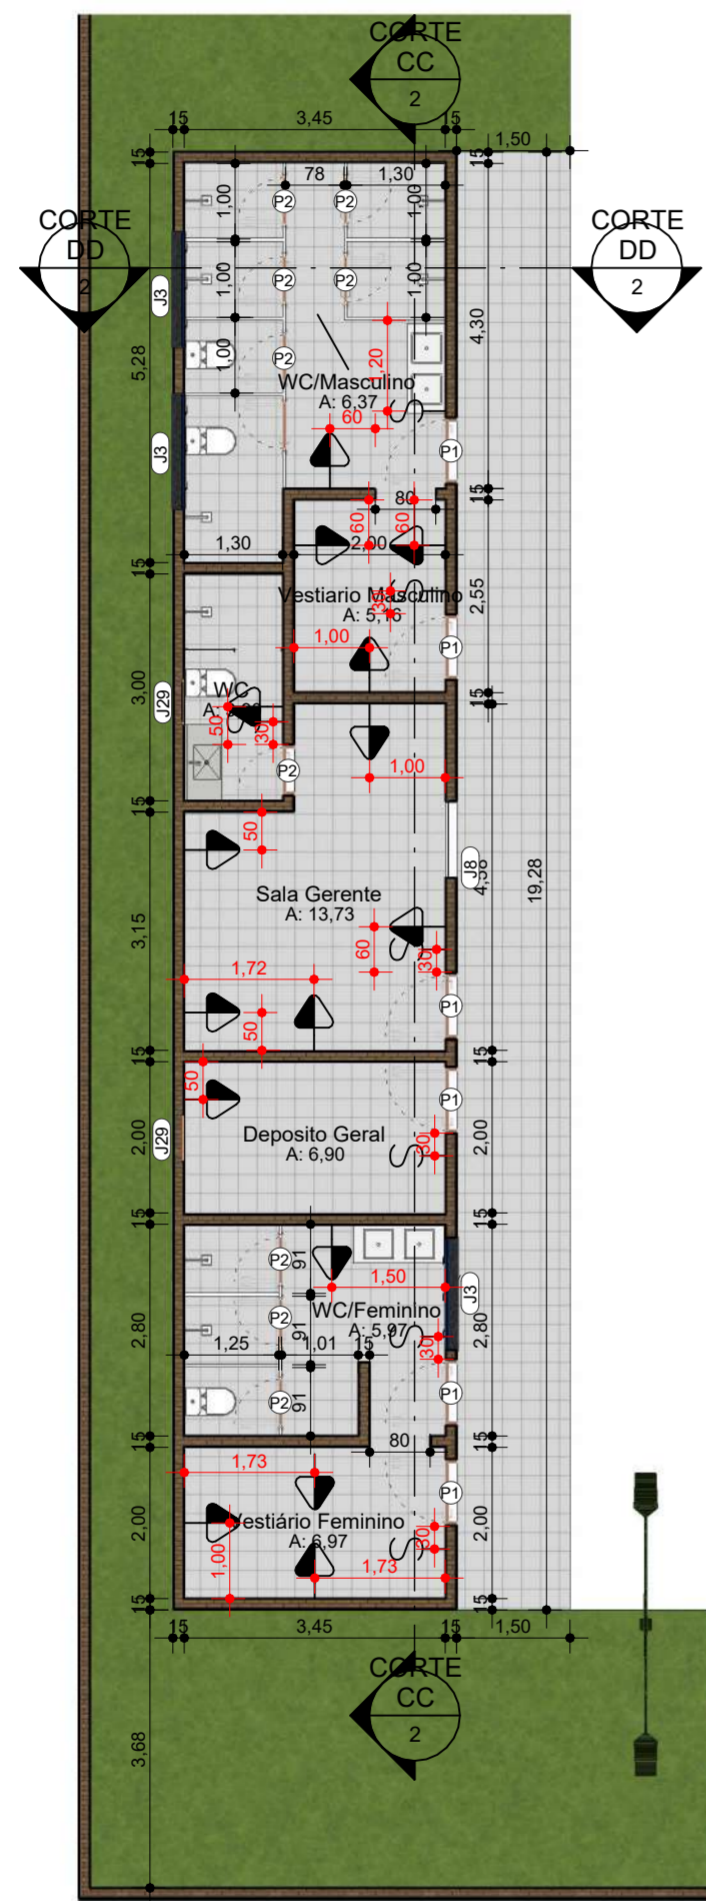 CORTE
CC
2
15 3,45 15
1,50
15
15
78 1,30
1,00
1,00
P2 P2
CORTE
DD
2
CORTE
DD
2
1,00
1,00
P2 P2
J3
4,30
5,28
1,00
P2
1,20
WC/Masculino
A: 6,37
60
S
J3
P1
15
80
60
60
1,30
2,00
15
Vestiario Masculino
A: 5,16
30
S
2,55
1,00
P1
3,00
J29
WC
50
30
15
P2
1,00
15
50
J8
4,58
19,28
Sala Gerente
A: 13,73
3,15
60
S
30
1,72
50
P1
15
15
50
P1
2,00
J29
Deposito Geral
A: 6,90
30
S
2,00
15
15
P2
91
1,50
J3
WC/Feminino
A: 5,97
P2
91
S
30
2,80
2,80
1,25 1,01 15
P2
91
P1
15
80
15
1,73
P1
2,00
Vestiário Feminino
A: 6,97
30
S
2,00
1,00
1,73
15
15
15 3,45 15 1,50
CORTE
CC
2
3,68